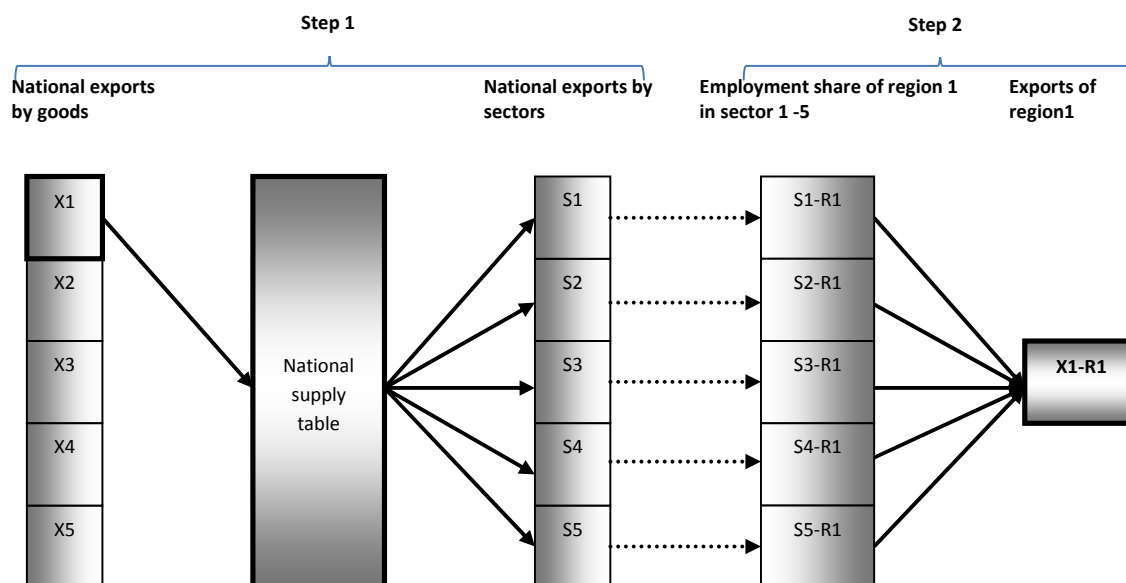 Step 1
Step 2
National exports
by goods
National exports by
sectors
Employment share of region 1
in sector 1 -5
Exports of
region1
X1
X2
X3
X4
X5
National
supply
table
S1
S2
S3
S4
S5
S1-R1
S2-R1
S3-R1
S4-R1
S5-R1
X1-R1